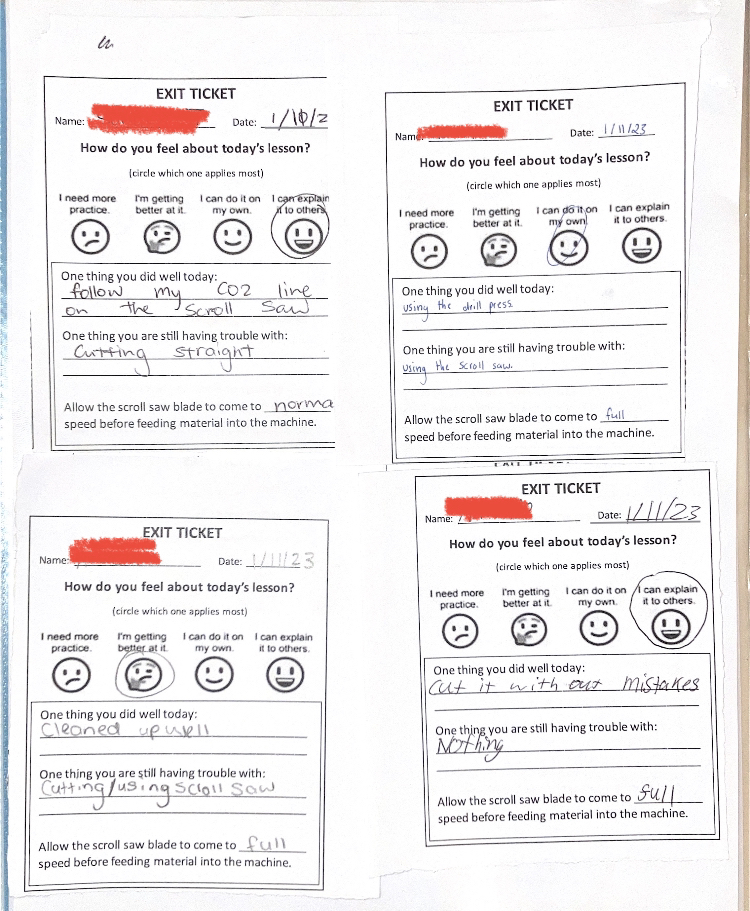 EXIT TICKET
Name: Date: 1/10/2
How do you feel about today's lesson?
(circle which one applies most)
I need more I'm getting I can do it on I can explain
practice. better at it. my own. it to others.
One thing you did well today:
follow my CO2 line
on the Scroll Saw
One thing you are still having trouble with:
Cutting straight
Allow the scroll saw blade to come to norma
speed before feeding material into the machine.
EXIT TICKET
Name: Date: 1/11/23
How do you feel about today's lesson?
(circle which one applies most)
I need more I'm getting I can do it on I can explain
practice. better at it. my own. it to others.
One thing you did well today:
using the drill press.
One thing you are still having trouble with:
using the scroll saw.
Allow the scroll saw blade to come to full
speed before feeding material into the machine.
EXIT TICKET
Name: Date: 1/11/23
How do you feel about today's lesson?
(circle which one applies most)
I need more I'm getting I can do it on I can explain
practice. better at it. my own. it to others.
One thing you did well today:
Cleaned up well
One thing you are still having trouble with:
Cutting/using Scroll Saw
Allow the scroll saw blade to come to full
speed before feeding material into the machine.
EXIT TICKET
Name: Date: 1/11/23
How do you feel about today's lesson?
(circle which one applies most)
I need more I'm getting I can do it on I can explain
practice. better at it. my own. it to others.
One thing you did well today:
Cut it with out mistakes
One thing you are still having trouble with:
Nothing
Allow the scroll saw blade to come to full
speed before feeding material into the machine.